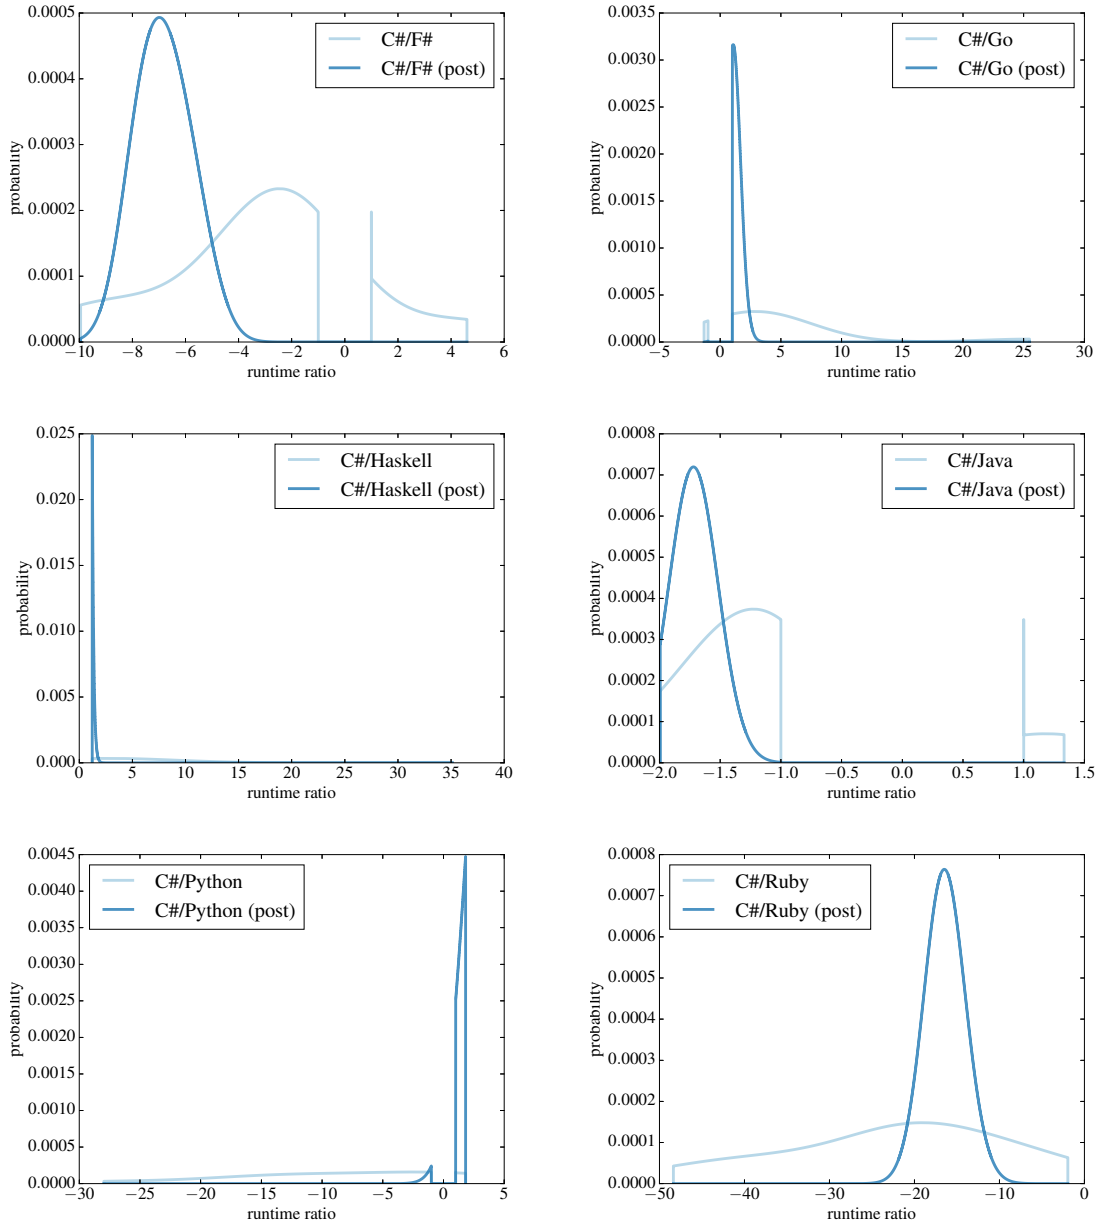 0.0005
0.0004
0.0003
0.0002
0.0001
0.0000
probability
C#/F#
C#/F# (post)
−10 −8 −6 −4 −2 0 2 4 6
runtime ratio
0.0035
0.0030
0.0025
0.0020
0.0015
0.0010
0.0005
0.0000
probability
C#/Go
C#/Go (post)
−5 0 5 10 15 20 25 30
runtime ratio
0.025
0.020
0.015
0.010
0.005
0.000
probability
C#/Haskell
C#/Haskell (post)
0 5 10 15 20 25 30 35 40
runtime ratio
0.0008
0.0007
0.0006
0.0005
0.0004
0.0003
0.0002
0.0001
0.0000
probability
C#/Java
C#/Java (post)
−2.0 −1.5 −1.0 −0.5 0.0 0.5 1.0 1.5
runtime ratio
0.0045
0.0040
0.0035
0.0030
0.0025
0.0020
0.0015
0.0010
0.0005
0.0000
probability
C#/Python
C#/Python (post)
−30 −25 −20 −15 −10 −5 0 5
runtime ratio
0.0008
0.0007
0.0006
0.0005
0.0004
0.0003
0.0002
0.0001
0.0000
probability
C#/Ruby
C#/Ruby (post)
−50 −40 −30 −20 −10 0
runtime ratio